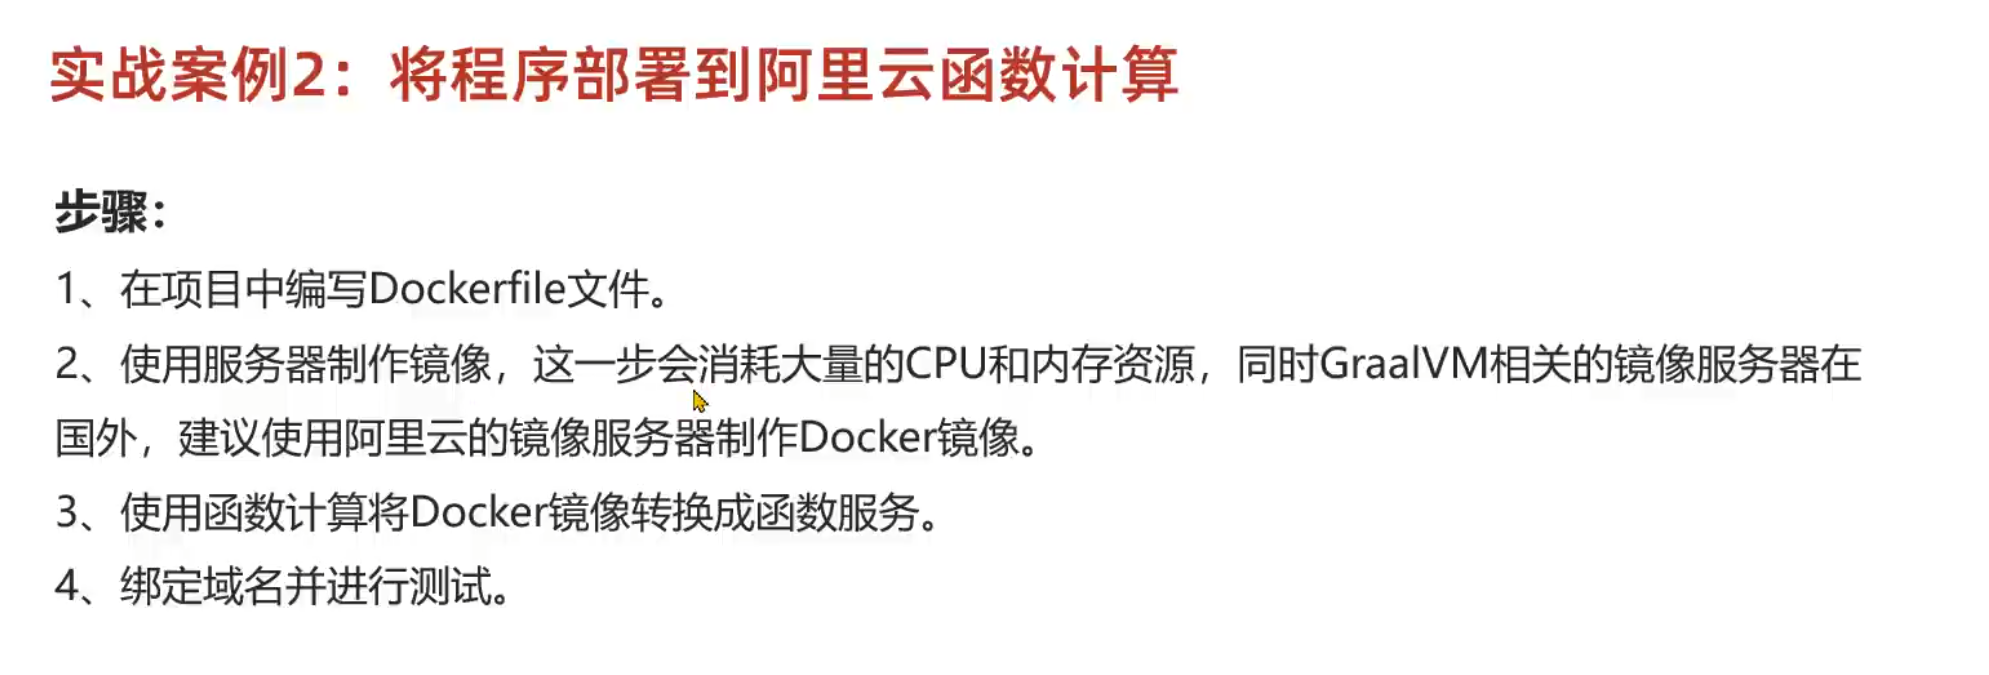 实战案例2：将程序部署到阿里云函数计算
步骤：
1、在项目中编写Dockerfile文件。
2、使用服务器制作镜像，这一步会消耗大量的CPU和内存资源，同时GraalVM相关的镜像服务器在
国外，建议使用阿里云的镜像服务器制作Docker镜像。
3、使用函数计算将Docker镜像转换成函数服务。
4、绑定域名并进行测试。